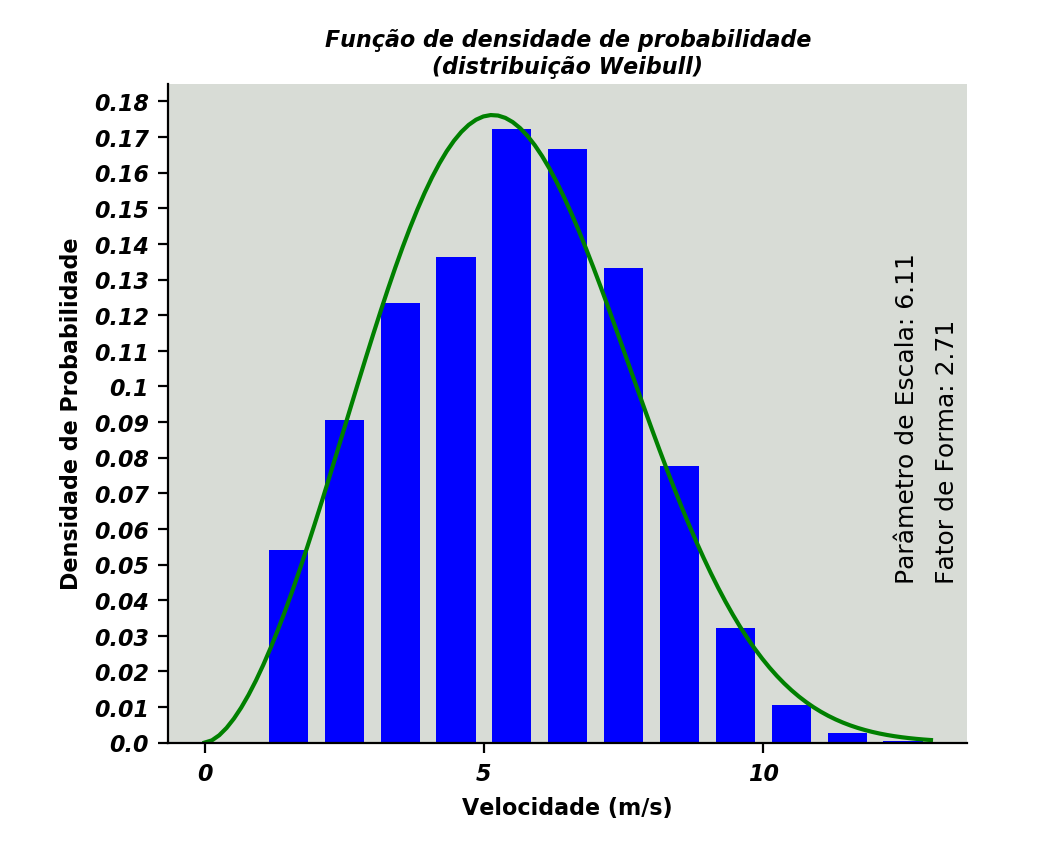 Função de densidade de probabilidade
(distribuição Weibull)
0.18
0.17
0.16
0.15
0.14
0.13
0.12
0.11
0.1
0.09
0.08
0.07
0.06
0.05
0.04
0.03
0.02
0.01
0.0
Densidade de Probabilidade
Parâmetro de Escala: 6.11
Fator de Forma: 2.71
0 5 10
Velocidade (m/s)